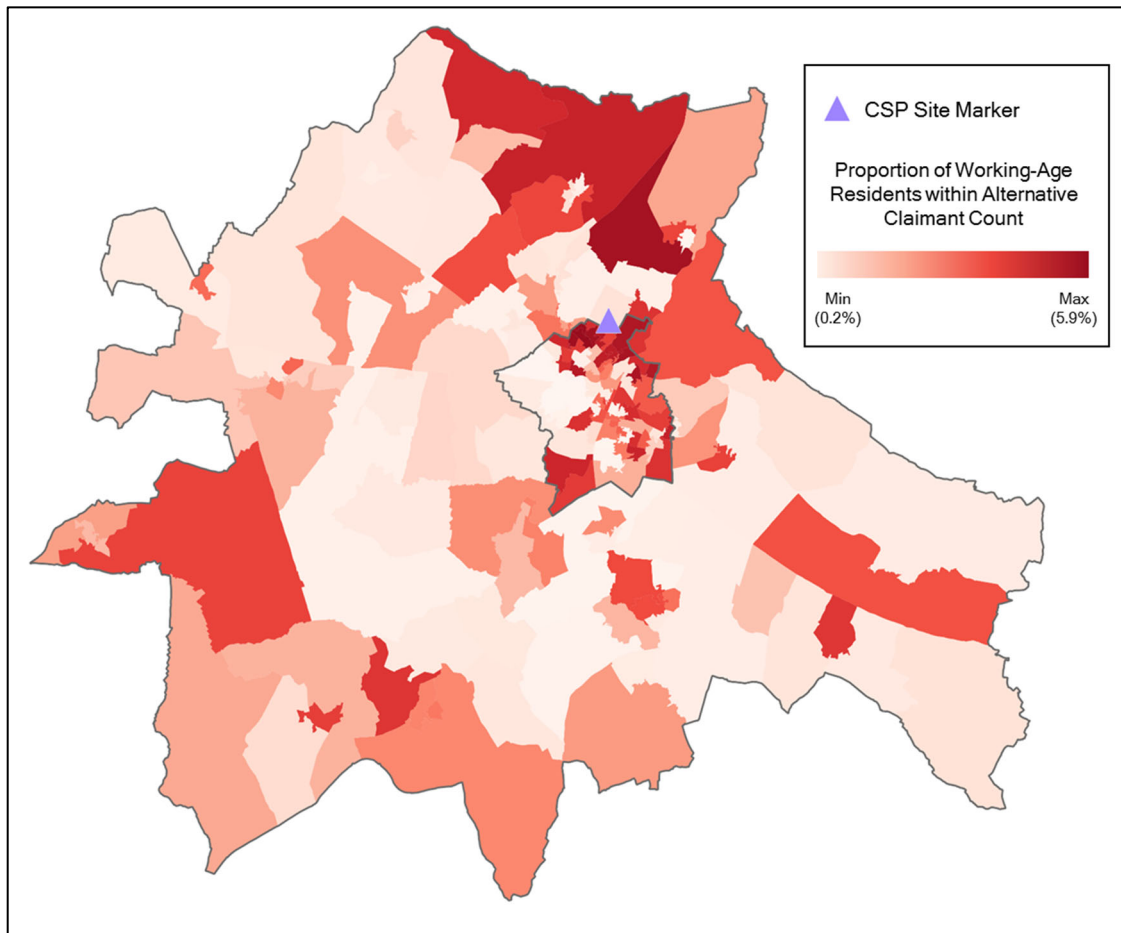 CSP Site Marker
Proportion of Working-Age
Residents within Alternative
Claimant Count
Min
(0.2%)
Max
(5.9%)